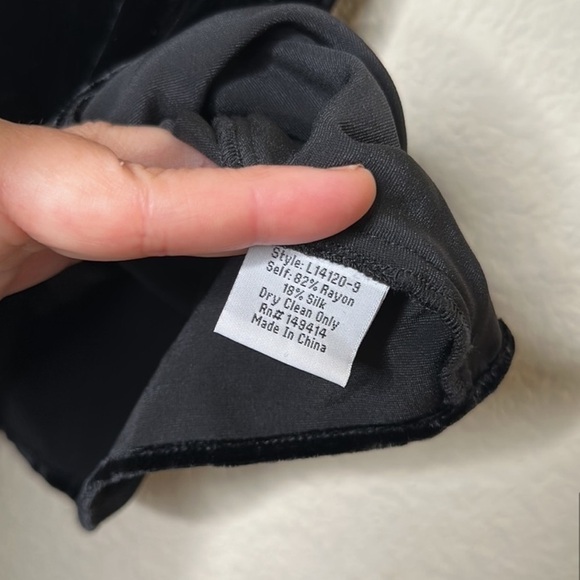 Style: L14120-9
Self: 82% Rayon
18% Silk
Dry Clean Only
Rn# 149414
Made In China